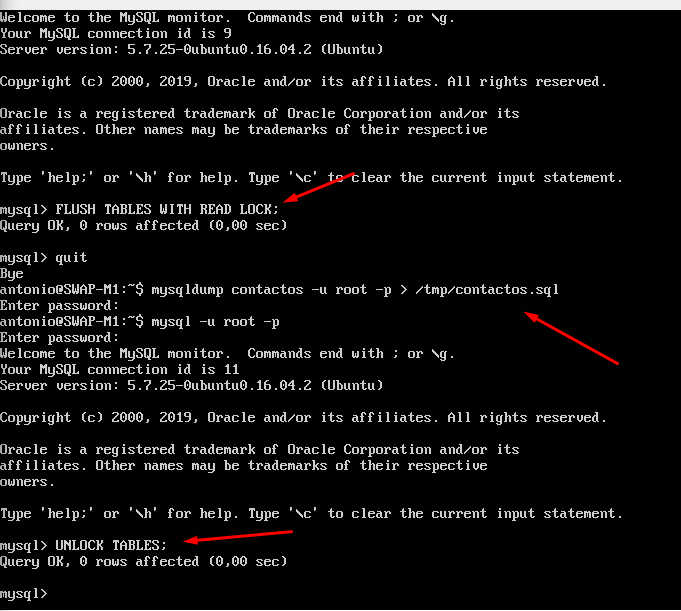 Welcome to the MySQL monitor.  Commands end with ; or \g.
Your MySQL connection id is 9
Server version: 5.7.25-0ubuntu0.16.04.2 (Ubuntu)
Copyright (c) 2000, 2019, Oracle and/or its affiliates. All rights reserved.
Oracle is a registered trademark of Oracle Corporation and/or its
affiliates. Other names may be trademarks of their respective
owners.
Type 'help;' or '\h' for help. Type '\c' to clear the current input statement.
mysql> FLUSH TABLES WITH READ LOCK;
Query OK, 0 rows affected (0,00 sec)
mysql> quit
Bye
antonio@SWAP-M1:~$ mysqldump contactos -u root -p > /tmp/contactos.sql
Enter password:
antonio@SWAP-M1:~$ mysql -u root -p
Enter password:
Welcome to the MySQL monitor.  Commands end with ; or \g.
Your MySQL connection id is 11
Server version: 5.7.25-0ubuntu0.16.04.2 (Ubuntu)
Copyright (c) 2000, 2019, Oracle and/or its affiliates. All rights reserved.
Oracle is a registered trademark of Oracle Corporation and/or its
affiliates. Other names may be trademarks of their respective
owners.
Type 'help;' or '\h' for help. Type '\c' to clear the current input statement.
mysql> UNLOCK TABLES;
Query OK, 0 rows affected (0,00 sec)
mysql>